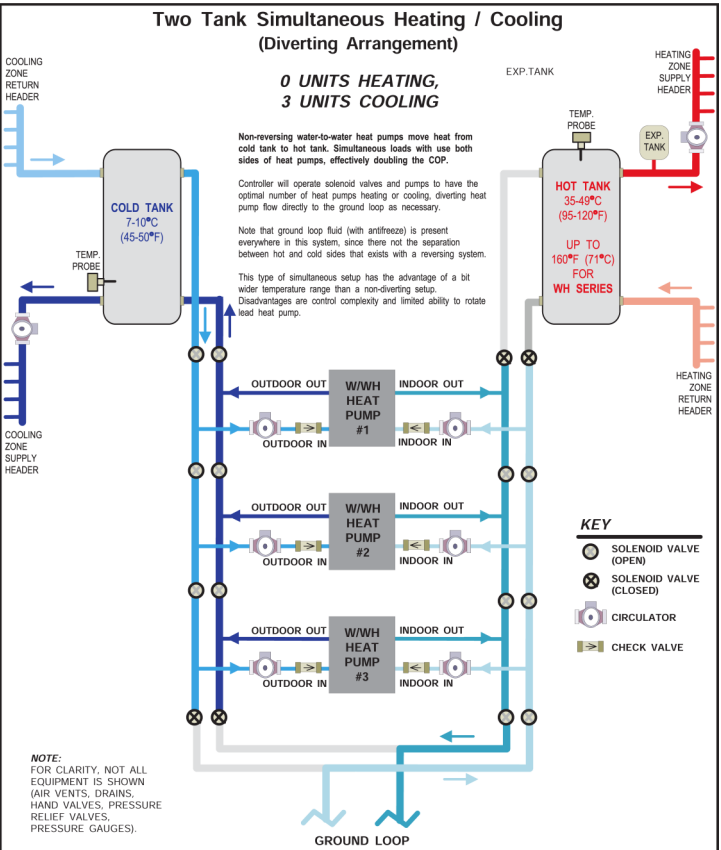 Two Tank Simultaneous Heating / Cooling
(Diverting Arrangement)
0 UNITS HEATING,
3 UNITS COOLING
EXP.TANK
COOLING
ZONE
RETURN
HEADER
HEATING
ZONE
SUPPLY
HEADER
TEMP.
PROBE
EXP.
TANK
Non-reversing water-to-water heat pumps move heat from
cold tank to hot tank. Simultaneous loads with use both
sides of heat pumps, effectively doubling the COP.
Controller will operate solenoid valves and pumps to have the
optimal number of heat pumps heating or cooling, diverting heat
pump flow directly to the ground loop as necessary.
Note that ground loop fluid (with antifreeze) is present
everywhere in this system, since there not the separation
between hot and cold sides that exists with a reversing system.
This type of simultaneous setup has the advantage of a bit
wider temperature range than a non-diverting setup.
Disadvantages are control complexity and limited ability to rotate
lead heat pump.
COLD TANK
7-10°C
(45-50°F)
TEMP.
PROBE
HOT TANK
35-49°C
(95-120°F)
UP TO
160°F (71°C)
FOR
WH SERIES
COOLING
ZONE
SUPPLY
HEADER
HEATING
ZONE
RETURN
HEADER
OUTDOOR OUT
W/WH
HEAT
PUMP
#1
INDOOR OUT
OUTDOOR IN
INDOOR IN
OUTDOOR OUT
W/WH
HEAT
PUMP
#2
INDOOR OUT
OUTDOOR IN
INDOOR IN
OUTDOOR OUT
W/WH
HEAT
PUMP
#3
INDOOR OUT
OUTDOOR IN
INDOOR IN
KEY
SOLENOID VALVE
(OPEN)
SOLENOID VALVE
(CLOSED)
CIRCULATOR
CHECK VALVE
NOTE:
FOR CLARITY, NOT ALL
EQUIPMENT IS SHOWN
(AIR VENTS, DRAINS,
HAND VALVES, PRESSURE
RELIEF VALVES,
PRESSURE GAUGES).
GROUND LOOP